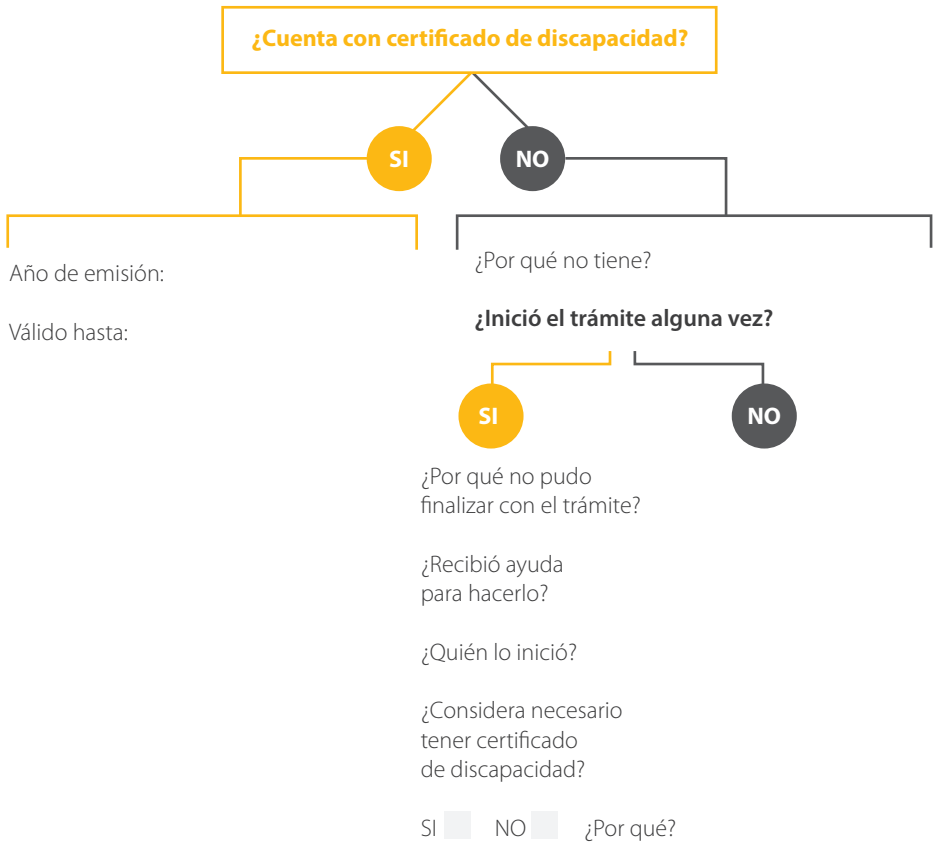 ¿Cuenta con certificado de discapacidad?
SI
NO
Año de emisión:
Válido hasta:
¿Por qué no tiene?
¿Inició el trámite alguna vez?
SI
NO
¿Por qué no pudo
finalizar con el trámite?
¿Recibió ayuda
para hacerlo?
¿Quién lo inició?
¿Considera necesario
tener certificado
de discapacidad?
SI NO ¿Por qué?